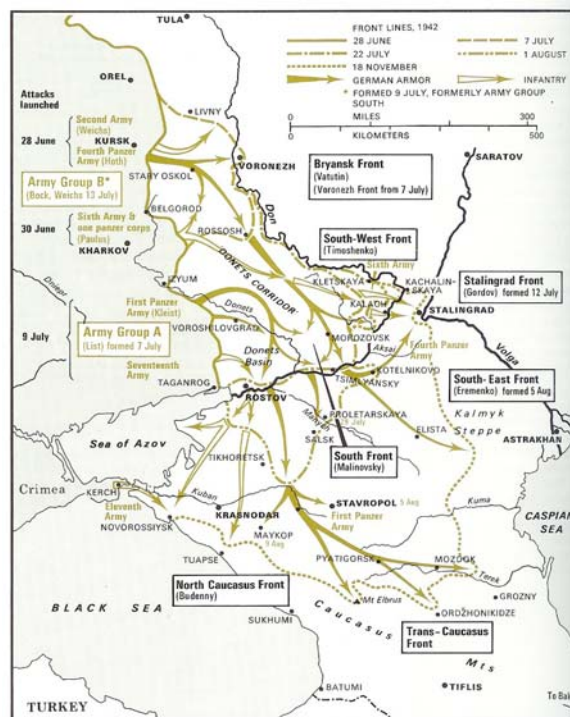 TULA
OREL
LIVNY
Attacks
launched
28 June
Second Army
(Weichs)
KURSK
Fourth Panzer
Army (Hoth)
Army Group B*
(Bock, Weichs 13 July)
30 June
Sixth Army &
one panzer corps
(Paulus)
KHARKOV
9 July
Army Group A
(List) formed 7 July
First Panzer
Army
(Kleist)
Seventeenth
Army
FRONT LINES, 1942
28 JUNE
7 JULY
22 JULY
1 AUGUST
18 NOVEMBER
GERMAN ARMOR
INFANTRY
* FORMED 9 JULY, FORMERLY ARMY GROUP
SOUTH
0
MILES
300
0
KILOMETERS
500
VORONEZH
STARY OSKOL
BELGOROD
ROSSOSH
Don
Bryansk Front
(Vatutin)
(Voronezh Front from 7 July)
SARATOV
South-West Front
(Timoshenko)
Sixth Army
KLETSKAYA
KACHALIN-
SKAYA
KALACH
Stalingrad Front
(Gordov) formed 12 July
STALINGRAD
DONETS CORRIDOR
IZYUM
Dniepr
Donets
VOROSHILOVGRAD
MOROZOVSK
Aksai
Fourth Panzer
Army
Volga
Donets
Basin
KOTELNIKOVO
TSIMLYANSKY
South-East Front
(Eremenko) formed 5 Aug
TAGANROG
ROSTOV
Manych
PROLETARSKAYA
29 July
SALSK
ELISTA
Kalmyk
Steppe
ASTRAKHAN
South Front
(Malinovsky)
Sea of Azov
TIKHORETSK
Crimea
KERCH
Eleventh
Army
Kuban
KRASNODAR
STAVROPOL 5 Aug
First Panzer
Army
Kuma
CASPIAN
SEA
NOVOROSSIYSK
MAYKOP
9 Aug
TUAPSE
PYATIGORSK
MOZDOK
Terek
GROZNY
North Caucasus Front
(Budenny)
Mt Elbrus
ORDZHONIKIDZE
BLACK SEA
SUKHUMI
Caucasus Mts
Trans-Caucasus
Front
TURKEY
BATUMI
TIFLIS